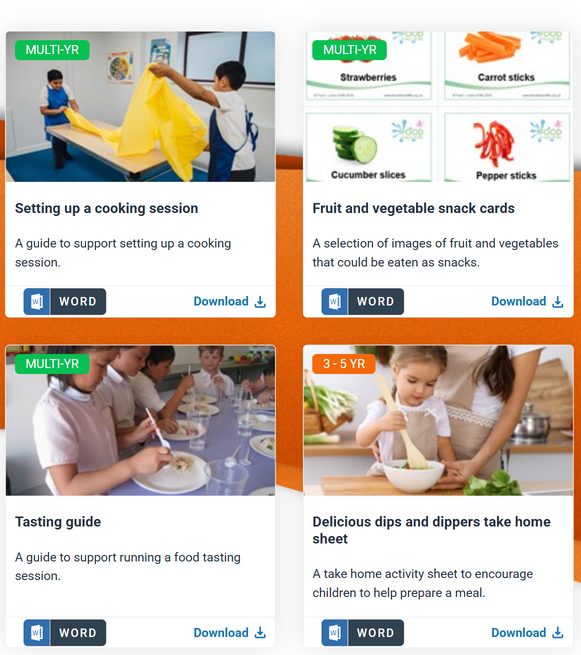 MULTI-YR
Setting up a cooking session
A guide to support setting up a cooking
session.
WORD
Download
MULTI-YR
Strawberries
Carrot sticks
Cucumber slices
Pepper sticks
Fruit and vegetable snack cards
A selection of images of fruit and vegetables
that could be eaten as snacks.
WORD
Download
MULTI-YR
Tasting guide
A guide to support running a food tasting
session.
WORD
Download
3 - 5 YR
Delicious dips and dippers take home
sheet
A take home activity sheet to encourage
children to help prepare a meal.
WORD
Download